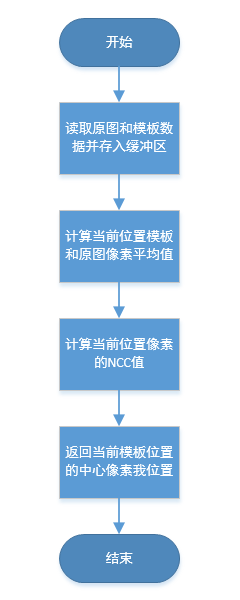 开始
读取原图和模板数
据并存入缓冲区
计算当前位置模板
和原图像素平均值
计算当前位置像素
的NCC值
返回当前模板位置
的中心像素我位置
结束